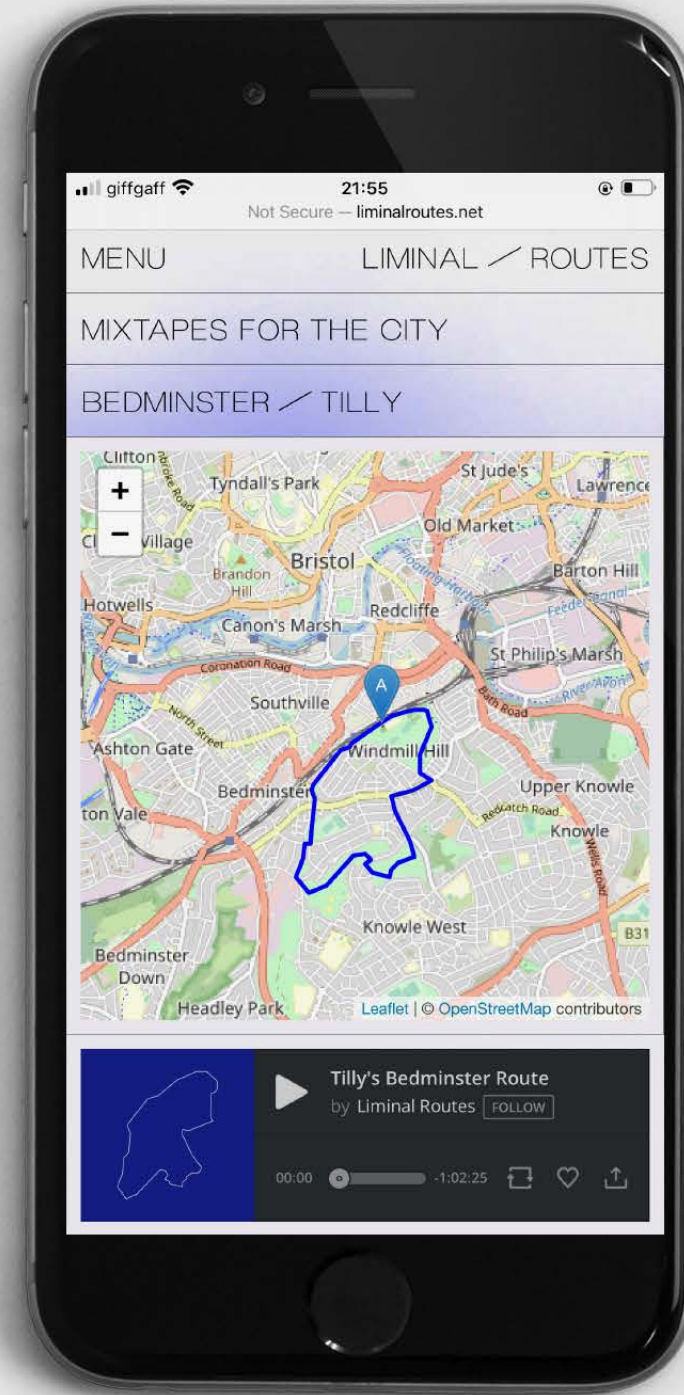 giffgaff
21:55
Not Secure — liminalroutes.net
MENU
LIMINAL / ROUTES
MIXTAPES FOR THE CITY
BEDMINSTER / TILLY
+
−
Clifton
Tyndall's Park
St Jude's
Lawrence
Village
Old Market
Bristol
Brandon
Hill
Barton Hill
Hotwells
Canon's Marsh
Redcliffe
Floating Harbour
Feeder Canal
Coronation Road
St Philip's Marsh
A
Southville
Bath Road
River Avon
North Street
Ashton Gate
Windmill Hill
Bedminster
Upper Knowle
ton Vale
Redcatch Road
Knowle
Wells Road
Knowle West
B31
Bedminster
Down
Headley Park
Leaflet | © OpenStreetMap contributors
Tilly's Bedminster Route
by Liminal Routes FOLLOW
00:00
-1:02:25